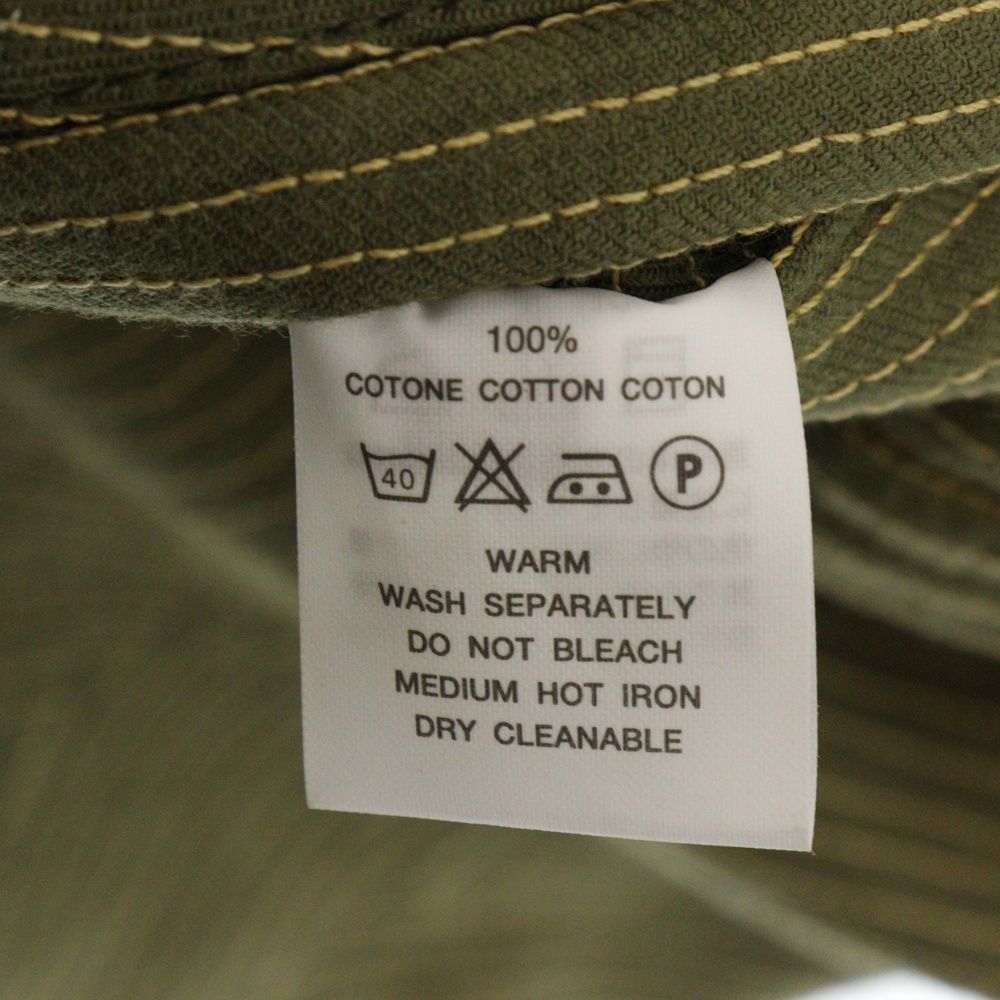 100%
COTONE COTTON COTON
40 P
WARM
WASH SEPARATELY
DO NOT BLEACH
MEDIUM HOT IRON
DRY CLEANABLE